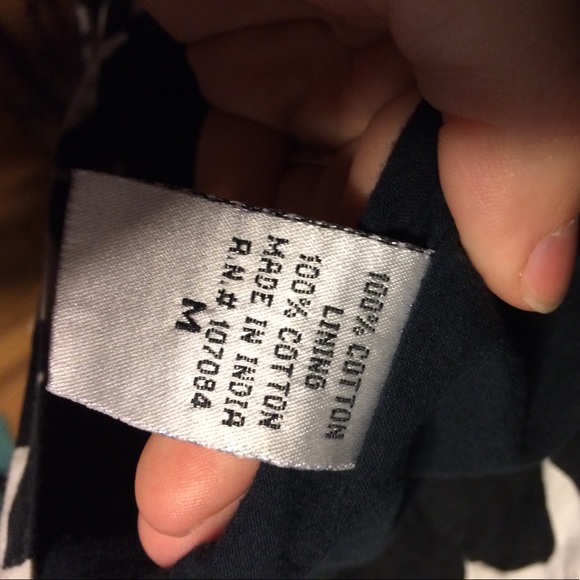 100% COTTON
LINING
100% COTTON
MADE IN INDIA
R.N.# 107084
M